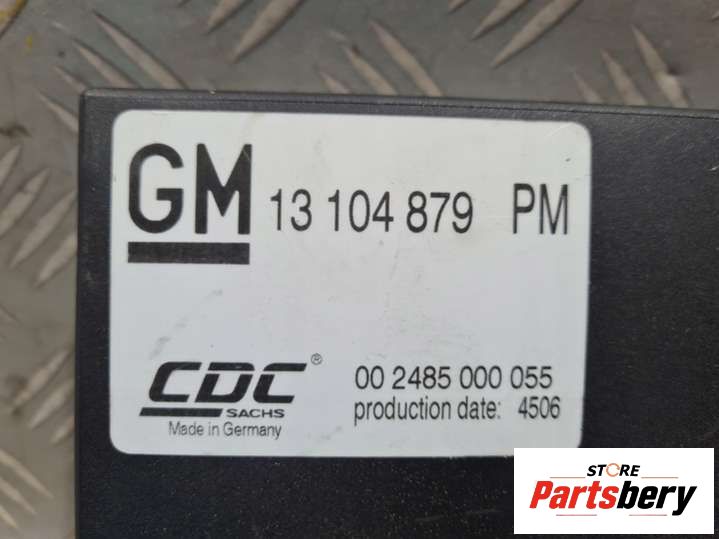 GM 13 104 879 PM
CDC® 00 2485 000 055
SACHS production date: 4506
Made in Germany
STORE
Partsbery